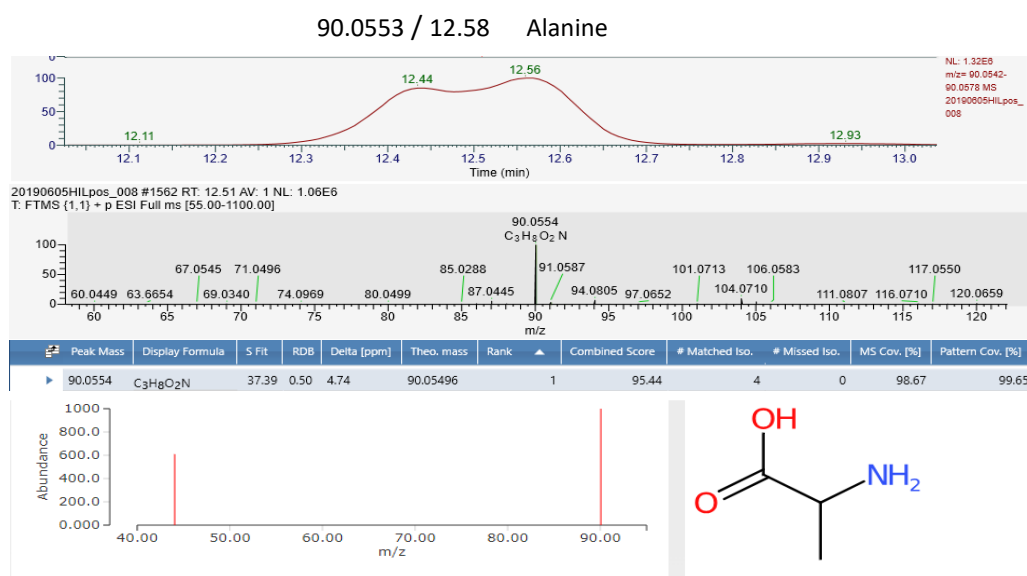 90.0553 / 12.58 Alanine
0
100
50
0
12.11
12.44
12.56
12.93
12.1 12.2 12.3 12.4 12.5 12.6 12.7 12.8 12.9 13.0
Time (min)
NL: 1.32E6
m/z= 90.0542-
90.0578 MS
20190605HILpos_
008
20190605HILpos_008 #1562 RT: 12.51 AV: 1 NL: 1.06E6
T: FTMS {1,1} + p ESI Full ms [55.00-1100.00]
90.0554
C3H8O2N
100
50
0
67.0545 71.0496 85.0288 91.0587 101.0713 106.0583 117.0550
60.0449 63.6654 69.0340 74.0969 80.0499 87.0445 94.0805 97.0652 104.0710 111.0807 116.0710 120.0659
60 65 70 75 80 85 90 95 100 105 110 115 120
m/z
Peak Mass Display Formula S Fit RDB Delta [ppm] Theo. mass Rank Combined Score # Matched Iso. # Missed Iso. MS Cov. [%] Pattern Cov. [%]
90.0554 C3H8O2N 37.39 0.50 4.74 90.05496 1 95.44 4 0 98.67 99.65
1000
800.0
600.0
400.0
200.0
0.000
Abundance
40.00 50.00 60.00 70.00 80.00 90.00
m/z
OH
O
NH2